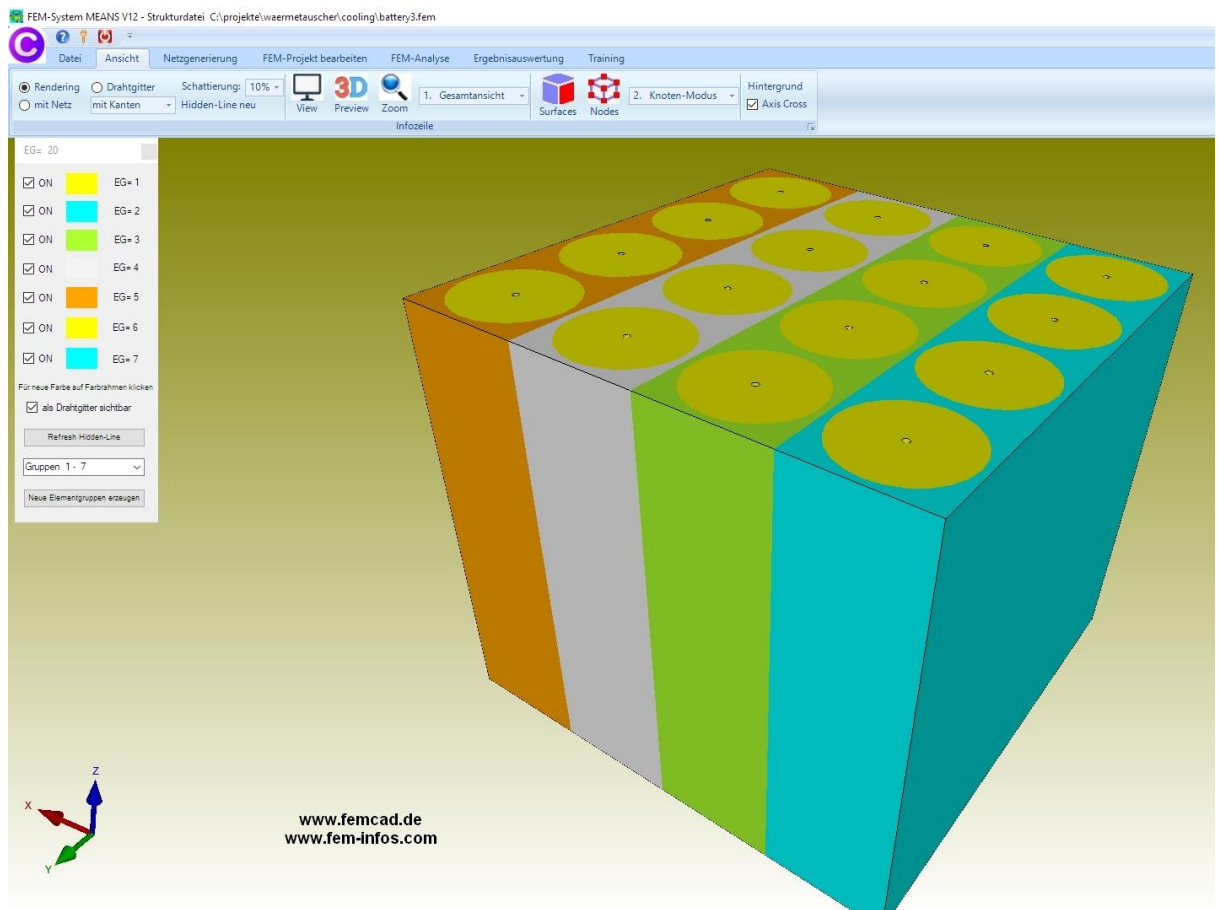 FEM-System MEANS V12 - Strukturdatei C:\projekte\waermetauscher\cooling\battery3.fem
C
Datei Ansicht Netzgenerierung FEM-Projekt bearbeiten FEM-Analyse Ergebnisauswertung Training
Rendering Drahtgitter Schattierung: 10%
mit Netz mit Kanten Hidden-Line neu
View 3D Preview Zoom 1. Gesamtansicht Surfaces Nodes 2. Knoten-Modus
Hintergrund
Axis Cross
Infozeile
EG= 20
ON EG= 1
ON EG= 2
ON EG= 3
ON EG= 4
ON EG= 5
ON EG= 6
ON EG= 7
Für neue Farbe auf Farbrahmen klicken
als Drahtgitter sichtbar
Refresh Hidden-Line
Gruppen 1 - 7
Neue Elementgruppen erzeugen
Z
X
Y
www.femcad.de
www.fem-infos.com